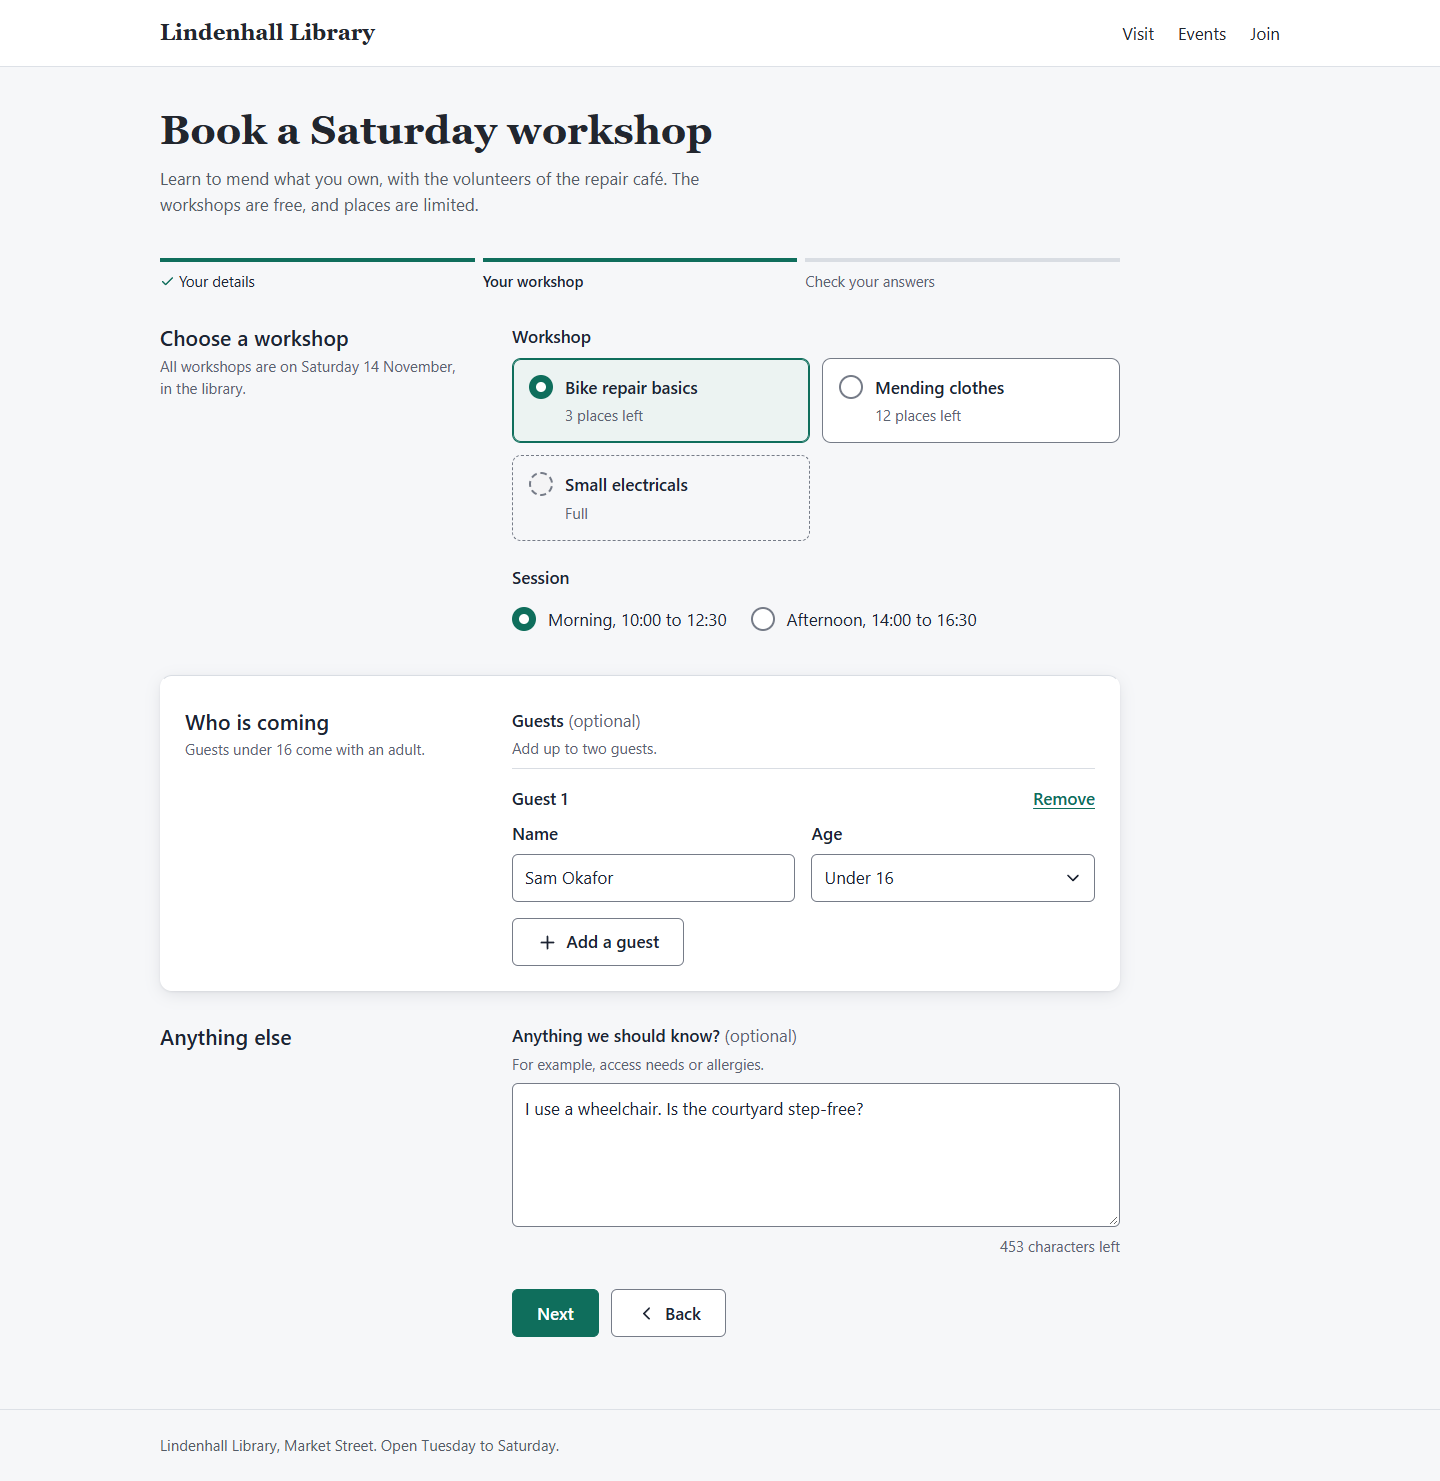 Lindenhall Library
Visit
Events
Join
Book a Saturday workshop
Learn to mend what you own, with the volunteers of the repair café. The
workshops are free, and places are limited.
Your details
Your workshop
Check your answers
Choose a workshop
All workshops are on Saturday 14 November,
in the library.
Workshop
Bike repair basics
3 places left
Mending clothes
12 places left
Small electricals
Full
Session
Morning, 10:00 to 12:30
Afternoon, 14:00 to 16:30
Who is coming
Guests under 16 come with an adult.
Guests (optional)
Add up to two guests.
Guest 1
Remove
Name
Age
Sam Okafor
Under 16
Add a guest
Anything else
Anything we should know? (optional)
For example, access needs or allergies.
I use a wheelchair. Is the courtyard step-free?
453 characters left
Next
Back
Lindenhall Library, Market Street. Open Tuesday to Saturday.